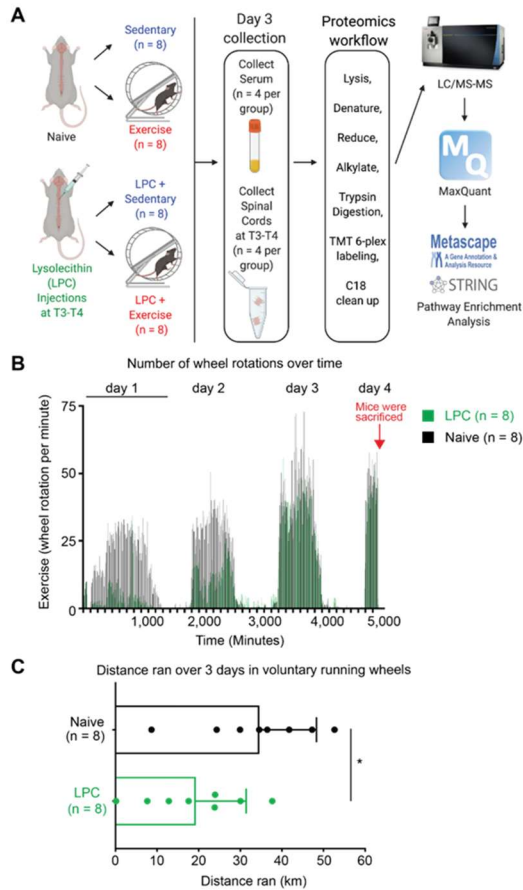 A
Naive
Sedentary
(n = 8)
Exercise
(n = 8)
Lysolecithin
(LPC)
Injections
at T3-T4
LPC +
Sedentary
(n = 8)
LPC +
Exercise
(n = 8)
Day 3
collection
Collect
Serum
(n = 4 per
group)
Collect
Spinal
Cords
at T3-T4
(n = 4 per
group)
Proteomics
workflow
Lysis,
Denature,
Reduce,
Alkylate,
Trypsin
Digestion,
TMT 6-plex
labeling,
C18
clean up
LC/MS-MS
MQ
MaxQuant
Metascape
A Gene Annotation &
Analysis Resource
STRING
Pathway Enrichment
Analysis
B
Number of wheel rotations over time
day 1 day 2 day 3 day 4
Mice were
sacrificed
LPC (n = 8)
Naive (n = 8)
Exercise (wheel rotation per minute)
75
50
25
0
1,000 2,000 3,000 4,000 5,000
Time (Minutes)
C
Distance ran over 3 days in voluntary running wheels
Naive
(n = 8)
*
LPC
(n = 8)
0 10 20 30 40 50 60
Distance ran (km)